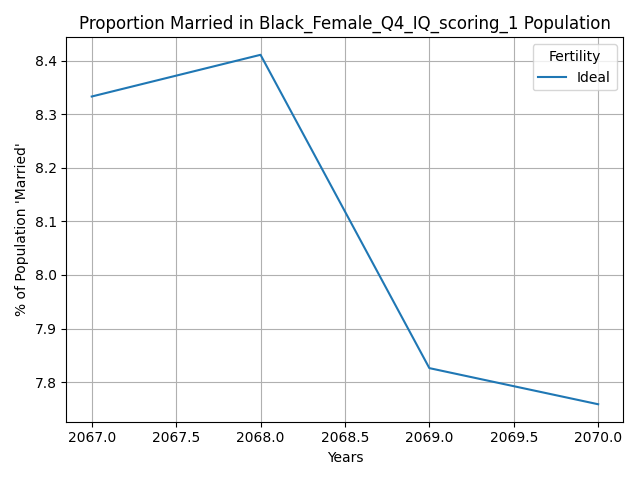 Proportion Married in Black_Female_Q4_IQ_scoring_1 Population
Fertility
Ideal
% of Population 'Married'
8.4
8.3
8.2
8.1
8.0
7.9
7.8
2067.0 2067.5 2068.0 2068.5 2069.0 2069.5 2070.0
Years